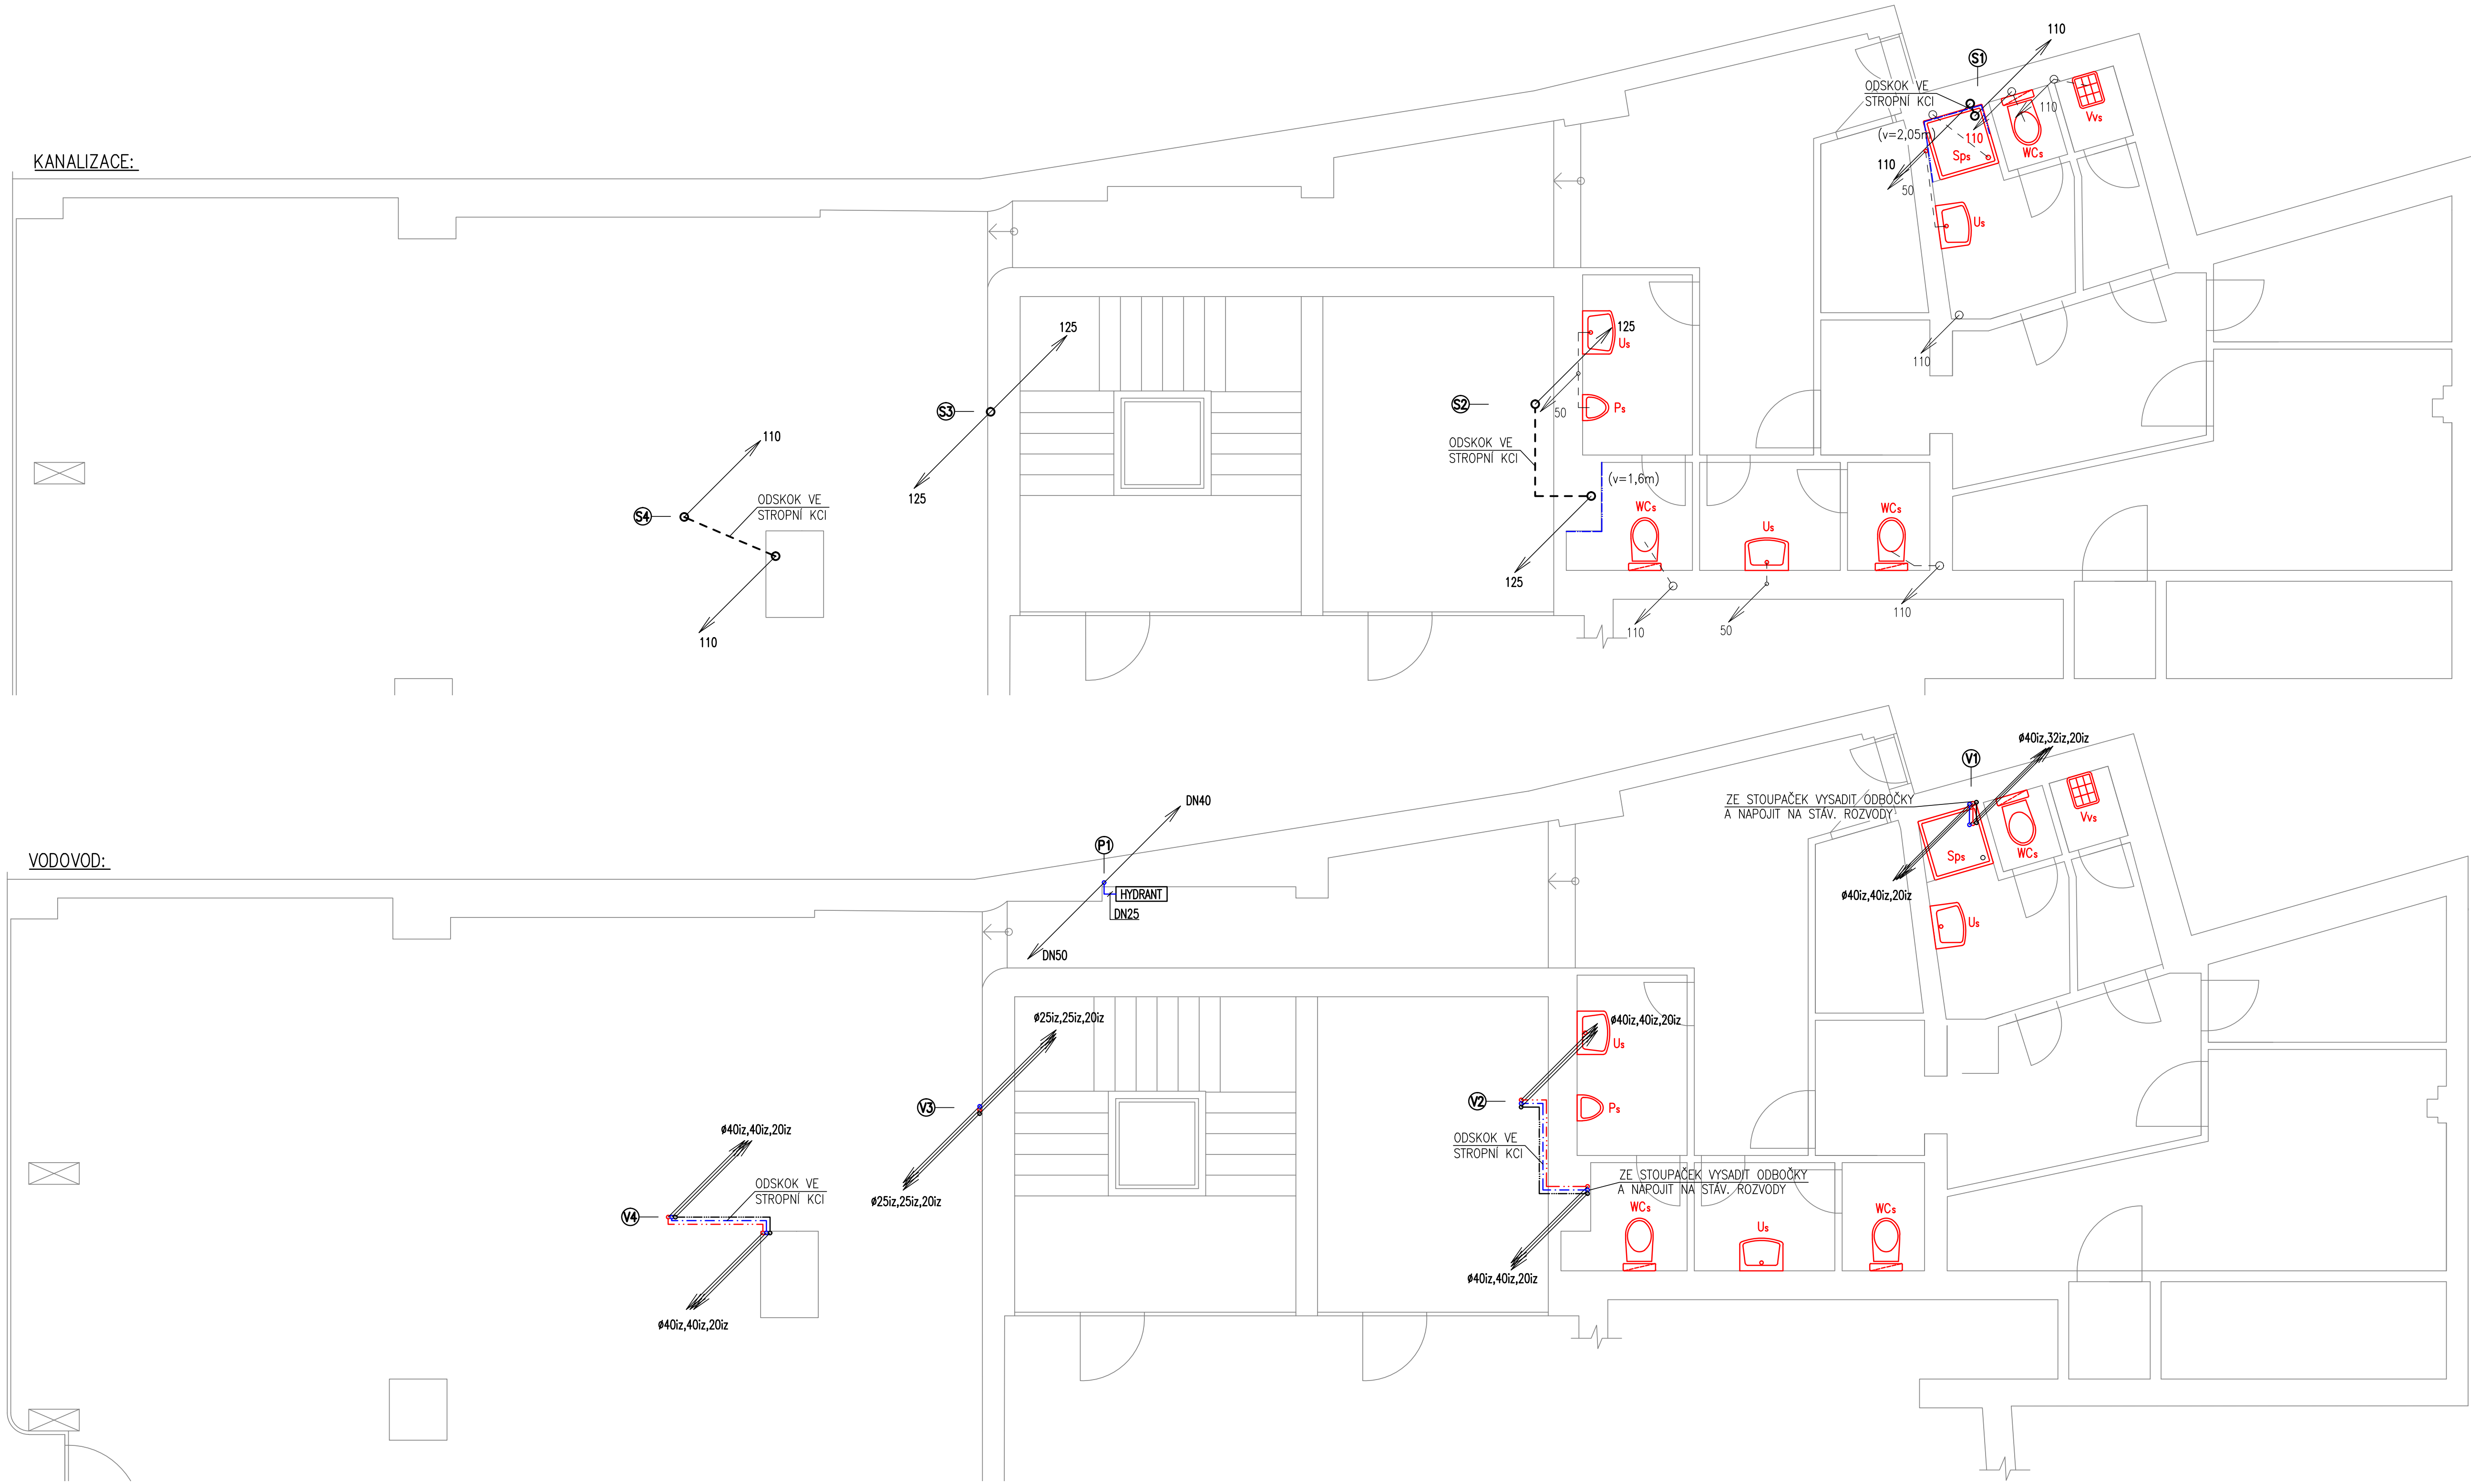 KANALIZACE:
110
S1
ODSKOK VE
STROPNÍ KCI
110
Vvs
(v=2,05m)
110
WCs
Sps
110
50
Us
125
125
Us
110
S3
S2
Ps
50
110
ODSKOK VE
STROPNÍ KCI
(v=1,6m)
125
ODSKOK VE
STROPNÍ KCI
S4
WCs
Us
WCs
125
110
110
50
110
VODOVOD:
ø40iz,32iz,20iz
V1
ZE STOUPAČEK VYSADIT ODBOČKY
A NAPOJIT NA STÁV. ROZVODY
DN40
Vvs
P1
WCs
Sps
HYDRANT
ø40iz,40iz,20iz
DN25
Us
DN50
ø25iz,25iz,20iz
ø40iz,40iz,20iz
Us
V3
V2
Ps
ø40iz,40iz,20iz
ODSKOK VE
STROPNÍ KCI
ZE STOUPAČEK VYSADIT ODBOČKY
A NAPOJIT NA STÁV. ROZVODY
ODSKOK VE
STROPNÍ KCI
ø25iz,25iz,20iz
V4
WCs
Us
WCs
ø40iz,40iz,20iz
ø40iz,40iz,20iz